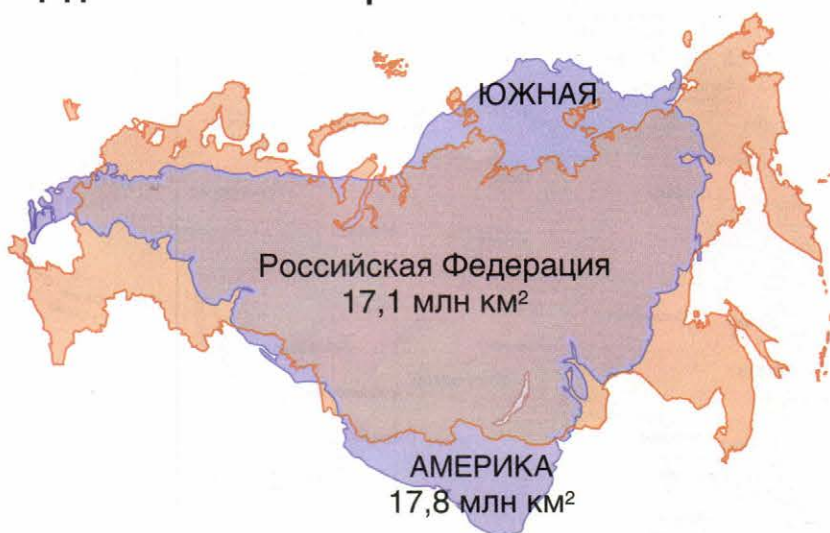 ЮЖНАЯ
Российская Федерация
17,1 млн км²
АМЕРИКА
17,8 млн км²